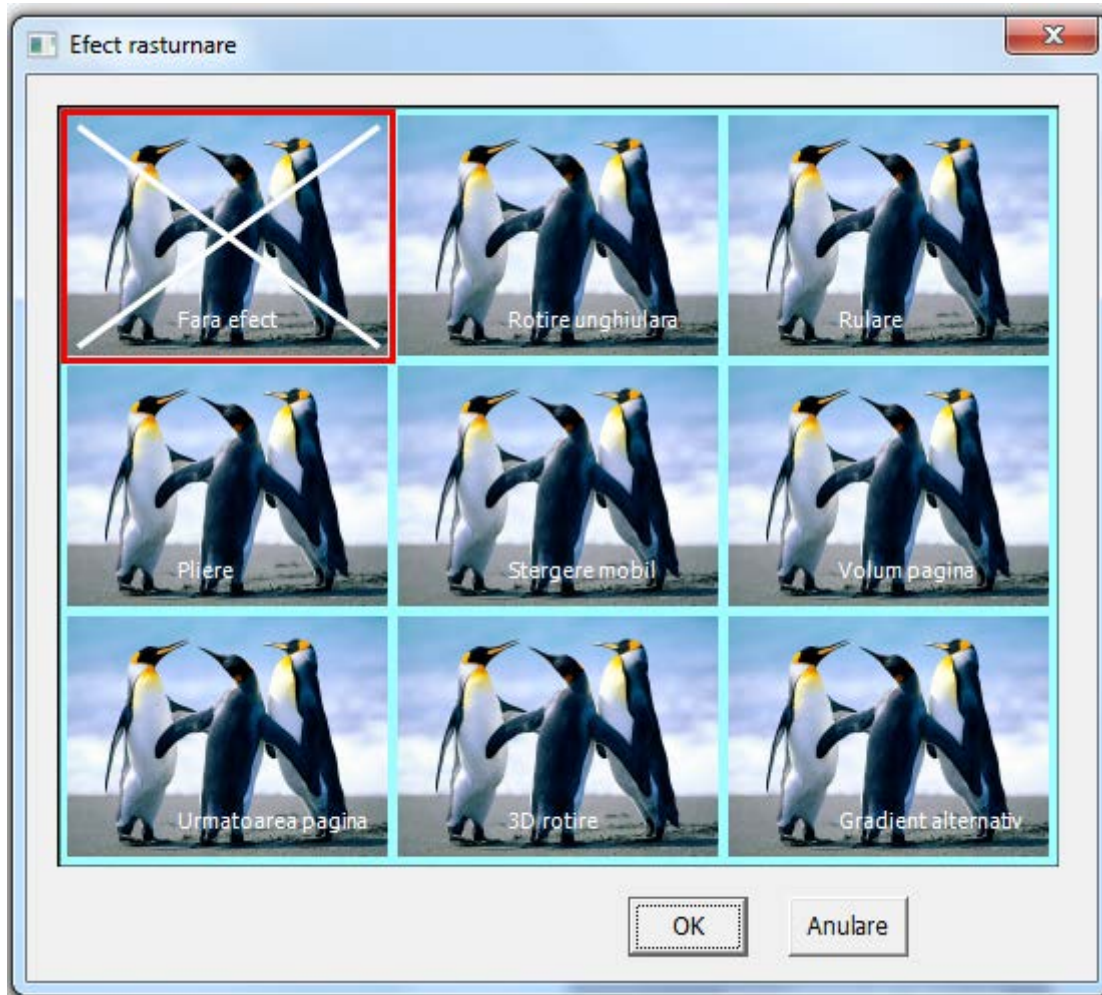 Efect rasturnare
Fara efect
Rotire unghiulara
Rulare
Pliere
Stergere mobil
Volum pagina
Urmatoarea pagina
3D rotire
Gradient alternativ
OK
Anulare